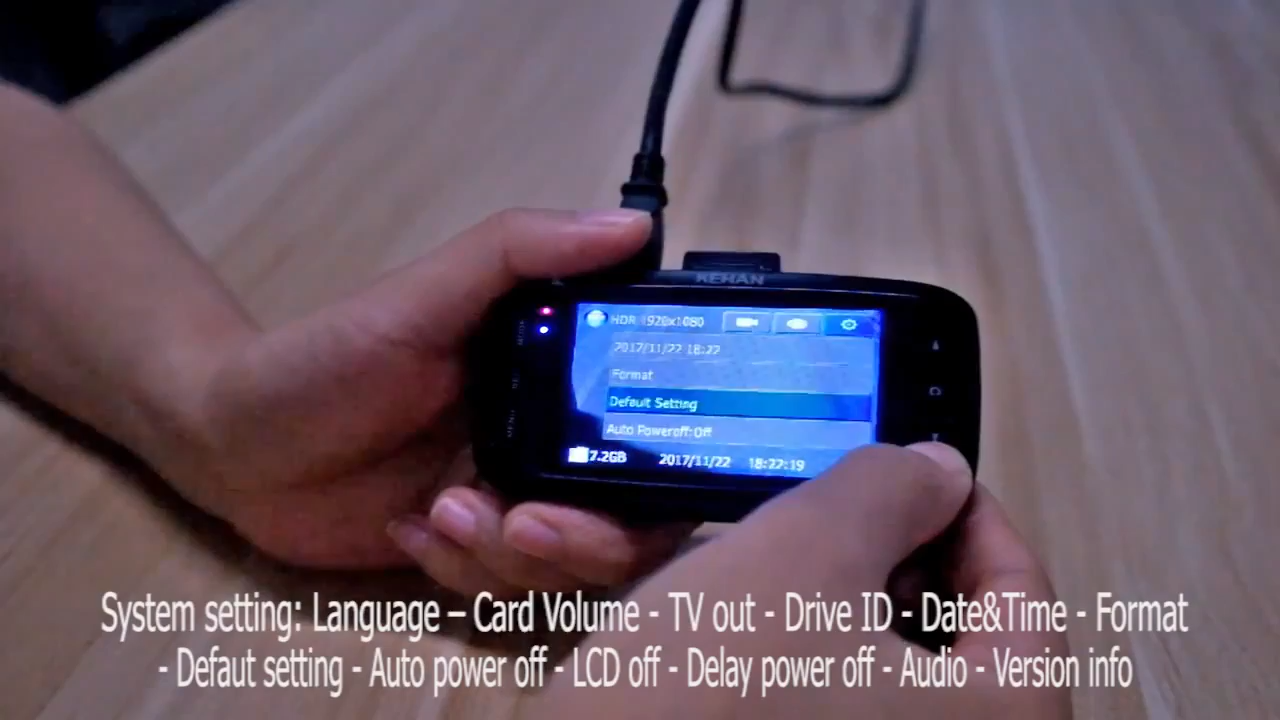 KEHAN
HDR 1920x1080
2017/11/22 18:22
Format
Default Setting
Auto Poweroff: Off
7.2GB 2017/11/22 18:22:19
System setting: Language – Card Volume - TV out - Drive ID - Date&Time - Format
- Defaut setting - Auto power off - LCD off - Delay power off - Audio - Version info